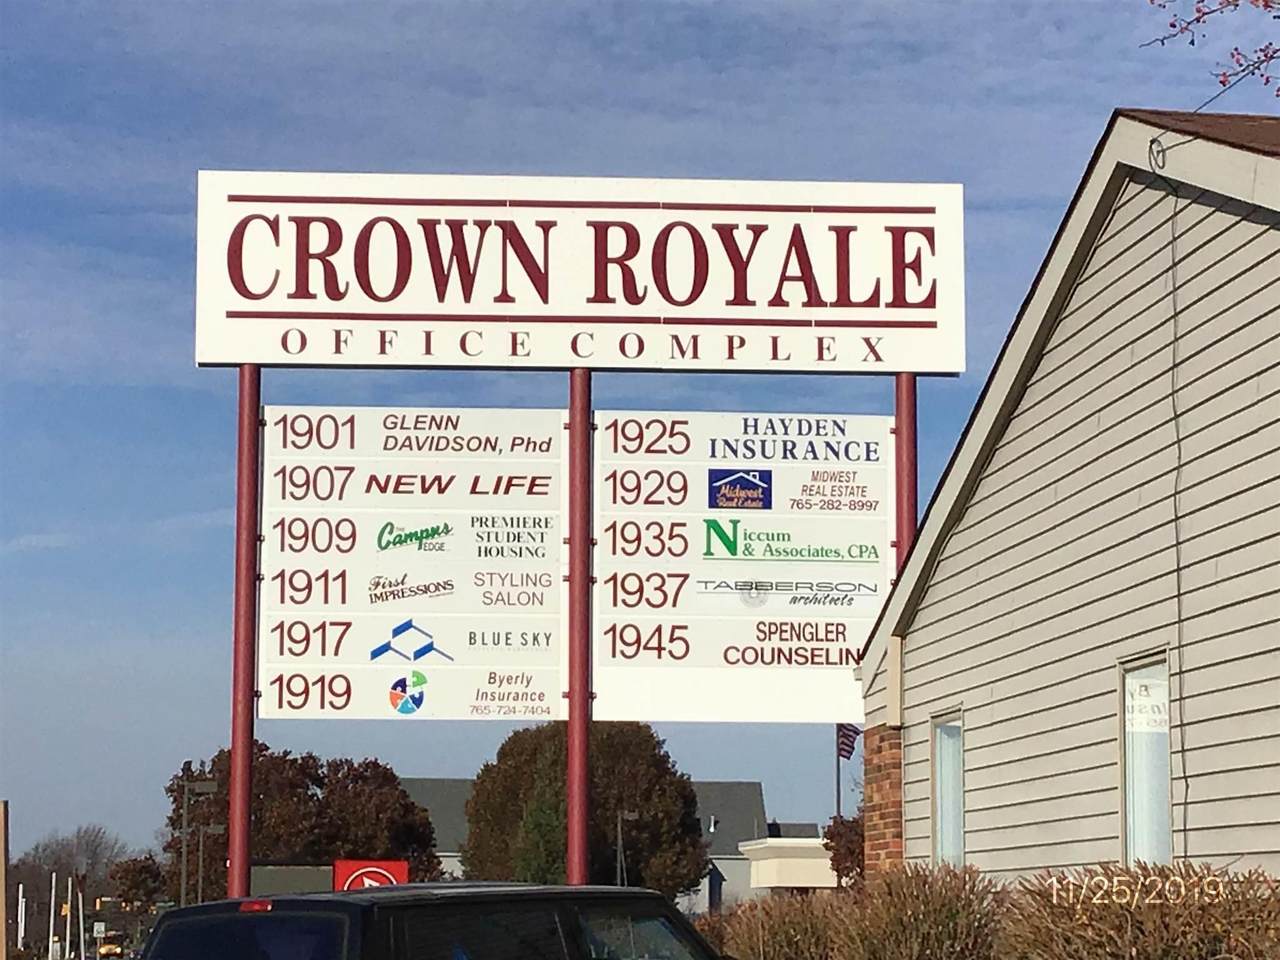 CROWN ROYALE
OFFICE COMPLEX
1901 GLENN DAVIDSON, Phd
1907 NEW LIFE
1909 THE Campus EDGE PREMIERE STUDENT HOUSING
1911 First IMPRESSIONS STYLING SALON
1917 BLUE SKY
1919 Byerly Insurance 765-724-7404
1925 HAYDEN INSURANCE
1929 Midwest Real Estate MIDWEST REAL ESTATE 765-282-8997
1935 Niccum & Associates, CPA
1937 TABBERSON architects
1945 SPENGLER COUNSELIN
11/25/2019